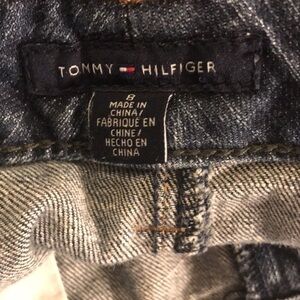 TOMMY HILFIGER
8
MADE IN
CHINA/
FABRIQUÉ EN
CHINE/
HECHO EN
CHINA